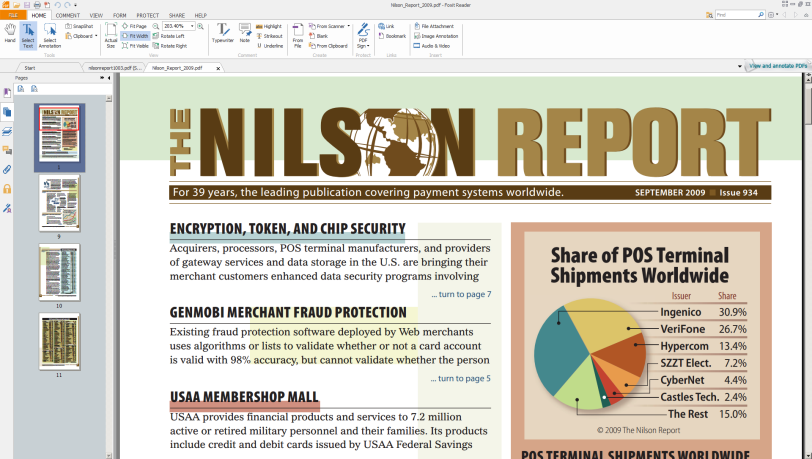 Nilson_Report_2009.pdf - Foxit Reader
FILE HOME COMMENT VIEW FORM PROTECT SHARE HELP
Find
Hand
Select Text
Select Annotation
SnapShot
Clipboard
Tools
Actual Size
Fit Page
Fit Width
Fit Visible
203.40%
Rotate Left
Rotate Right
View
Typewriter
Note
Highlight
Strikeout
Underline
Comment
From File
From Scanner
Blank
From Clipboard
Create
PDF Sign
Protect
Link
Bookmark
Links
File Attachment
Image Annotation
Audio & Video
Insert
Start
nilsonreport1003.pdf [S...
Nilson_Report_2009.pdf
View and annotate PDFs
Pages
1
9
10
11
THE NILSON REPORT
For 39 years, the leading publication covering payment systems worldwide.
SEPTEMBER 2009 Issue 934
ENCRYPTION, TOKEN, AND CHIP SECURITY
Acquirers, processors, POS terminal manufacturers, and providers
of gateway services and data storage in the U.S. are bringing their
merchant customers enhanced data security programs involving
... turn to page 7
GENMOBI MERCHANT FRAUD PROTECTION
Existing fraud protection software deployed by Web merchants
uses algorithms or lists to validate whether or not a card account
is valid with 98% accuracy, but cannot validate whether the person
... turn to page 5
USAA MEMBERSHOP MALL
USAA provides financial products and services to 7.2 million
active or retired military personnel and their families. Its products
include credit and debit cards issued by USAA Federal Savings
Share of POS Terminal
Shipments Worldwide
Issuer Share
Ingenico 30.9%
VeriFone 26.7%
Hypercom 13.4%
SZZT Elect. 7.2%
CyberNet 4.4%
Castles Tech. 2.4%
The Rest 15.0%
© 2009 The Nilson Report
POS TERMINAL SHIPMENTS WORLDWIDE